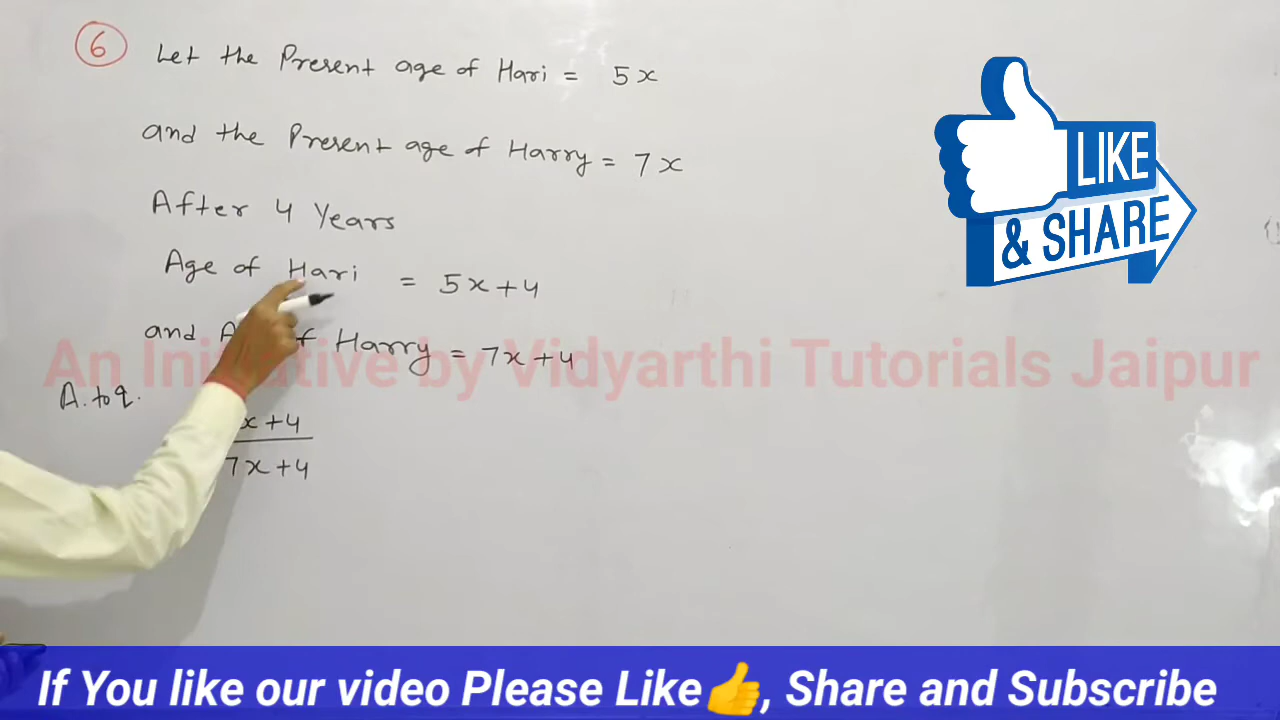 6 Let the Present age of Hari = 5x
and the Present age of Harry = 7x
After 4 Years
Age of Hari = 5x+4
and of Harry = 7x+4
A. to q.
x+4
7x+4
LIKE
& SHARE
An Initiative by Vidyarthi Tutorials Jaipur
If You like our video Please Like👍, Share and Subscribe